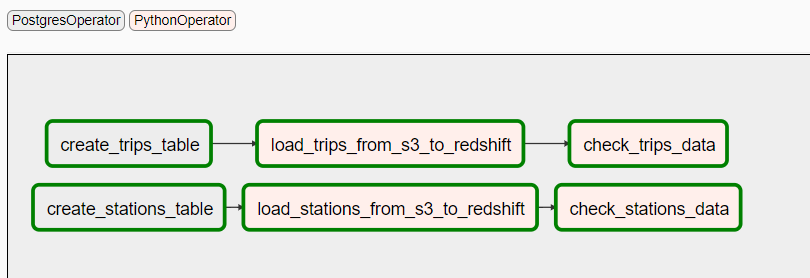 PostgresOperator PythonOperator
create_trips_table load_trips_from_s3_to_redshift check_trips_data
create_stations_table load_stations_from_s3_to_redshift check_stations_data